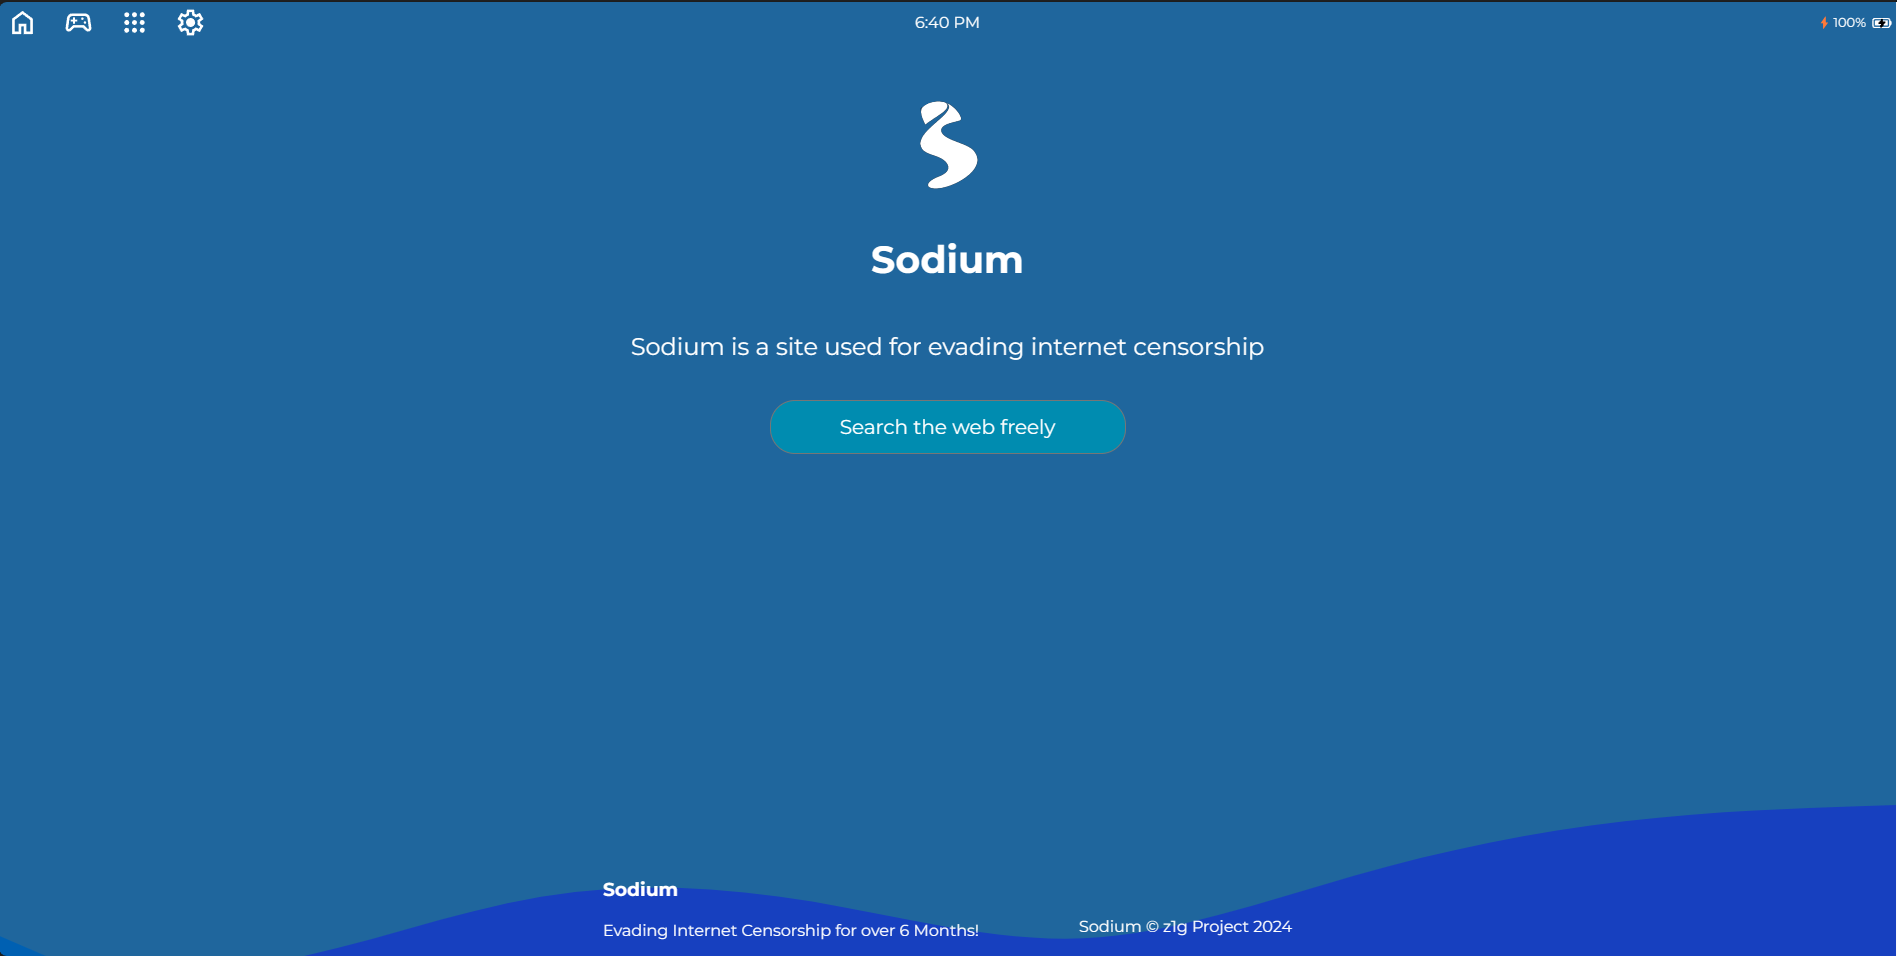 6:40 PM
100%
Sodium
Sodium is a site used for evading internet censorship
Search the web freely
Sodium
Evading Internet Censorship for over 6 Months!
Sodium © z1g Project 2024